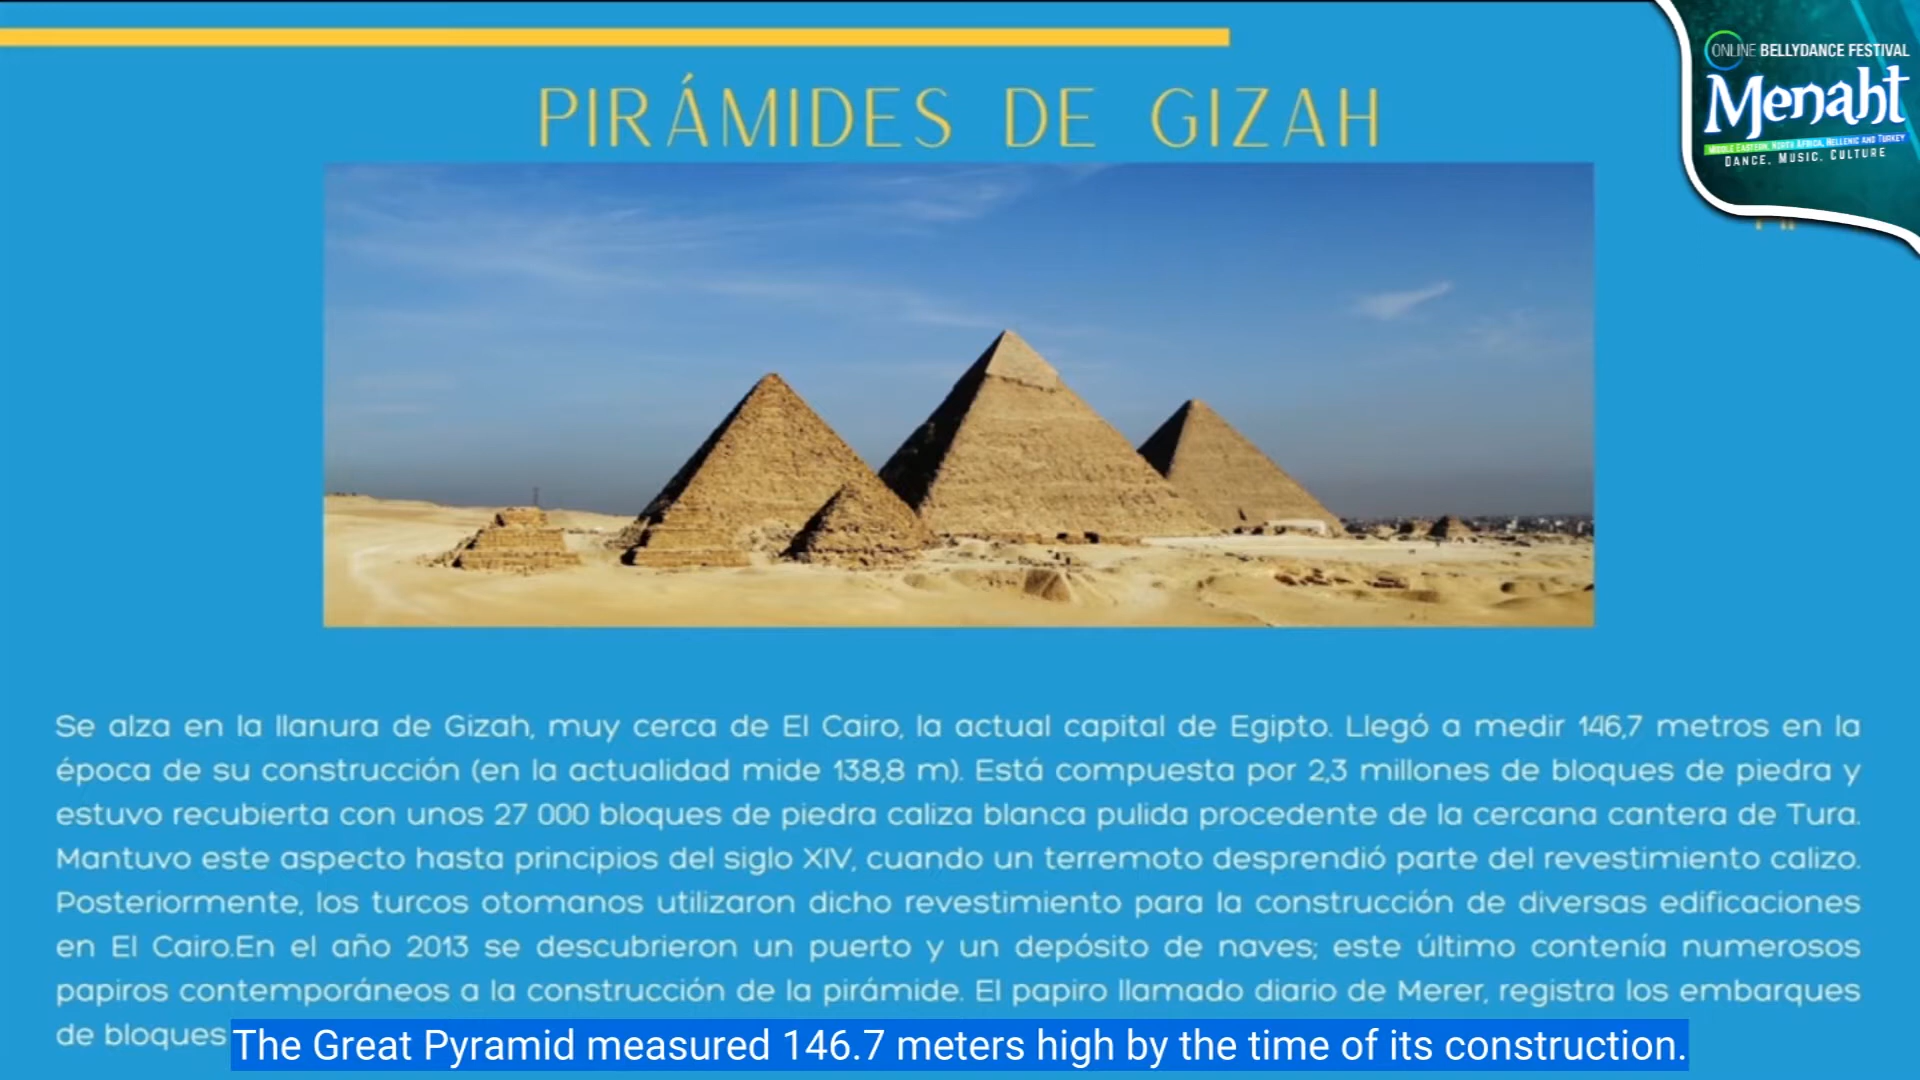 PIRÁMIDES DE GIZAH
ONLINE BELLYDANCE FESTIVAL
Menaht
MIDDLE EASTERN, NORTH AFRICA, HELLENIC AND TURKEY
DANCE, MUSIC, CULTURE
Se alza en la llanura de Gizah, muy cerca de El Cairo, la actual capital de Egipto. Llegó a medir 146,7 metros en la
época de su construcción (en la actualidad mide 138,8 m). Está compuesta por 2,3 millones de bloques de piedra y
estuvo recubierta con unos 27 000 bloques de piedra caliza blanca pulida procedente de la cercana cantera de Tura.
Mantuvo este aspecto hasta principios del siglo XIV, cuando un terremoto desprendió parte del revestimiento calizo.
Posteriormente, los turcos otomanos utilizaron dicho revestimiento para la construcción de diversas edificaciones
en El Cairo.En el año 2013 se descubrieron un puerto y un depósito de naves; este último contenía numerosos
papiros contemporáneos a la construcción de la pirámide. El papiro llamado diario de Merer, registra los embarques
de bloques
The Great Pyramid measured 146.7 meters high by the time of its construction.